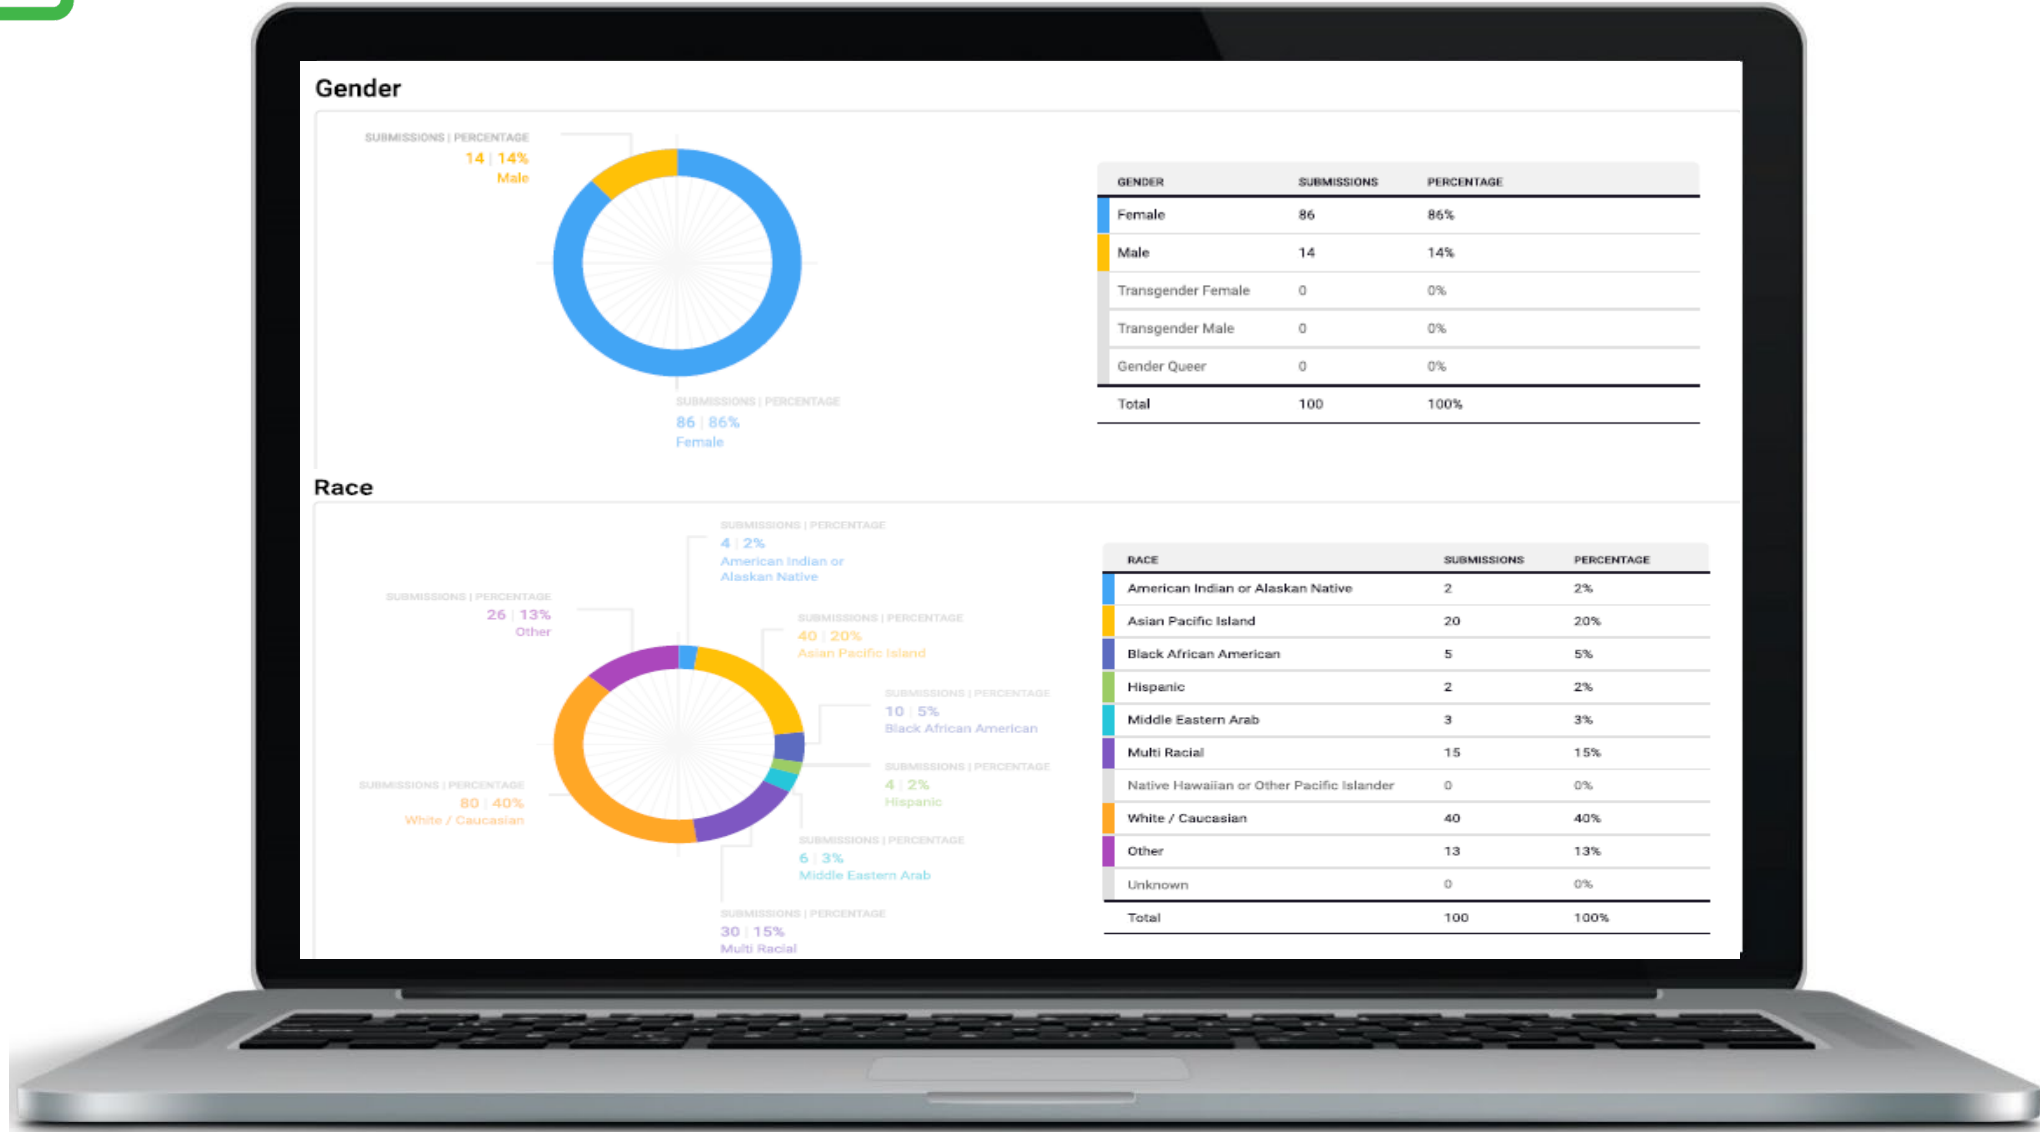 Gender
SUBMISSIONS | PERCENTAGE
14 | 14%
Male
SUBMISSIONS | PERCENTAGE
86 | 86%
Female
GENDER SUBMISSIONS PERCENTAGE
Female 86 86%
Male 14 14%
Transgender Female 0 0%
Transgender Male 0 0%
Gender Queer 0 0%
Total 100 100%
Race
SUBMISSIONS | PERCENTAGE
4 | 2%
American Indian or
Alaskan Native
SUBMISSIONS | PERCENTAGE
26 | 13%
Other
SUBMISSIONS | PERCENTAGE
40 | 20%
Asian Pacific Island
SUBMISSIONS | PERCENTAGE
10 | 5%
Black African American
SUBMISSIONS | PERCENTAGE
4 | 2%
Hispanic
SUBMISSIONS | PERCENTAGE
80 | 40%
White / Caucasian
SUBMISSIONS | PERCENTAGE
6 | 3%
Middle Eastern Arab
SUBMISSIONS | PERCENTAGE
30 | 15%
Multi Racial
RACE SUBMISSIONS PERCENTAGE
American Indian or Alaskan Native 2 2%
Asian Pacific Island 20 20%
Black African American 5 5%
Hispanic 2 2%
Middle Eastern Arab 3 3%
Multi Racial 15 15%
Native Hawaiian or Other Pacific Islander 0 0%
White / Caucasian 40 40%
Other 13 13%
Unknown 0 0%
Total 100 100%